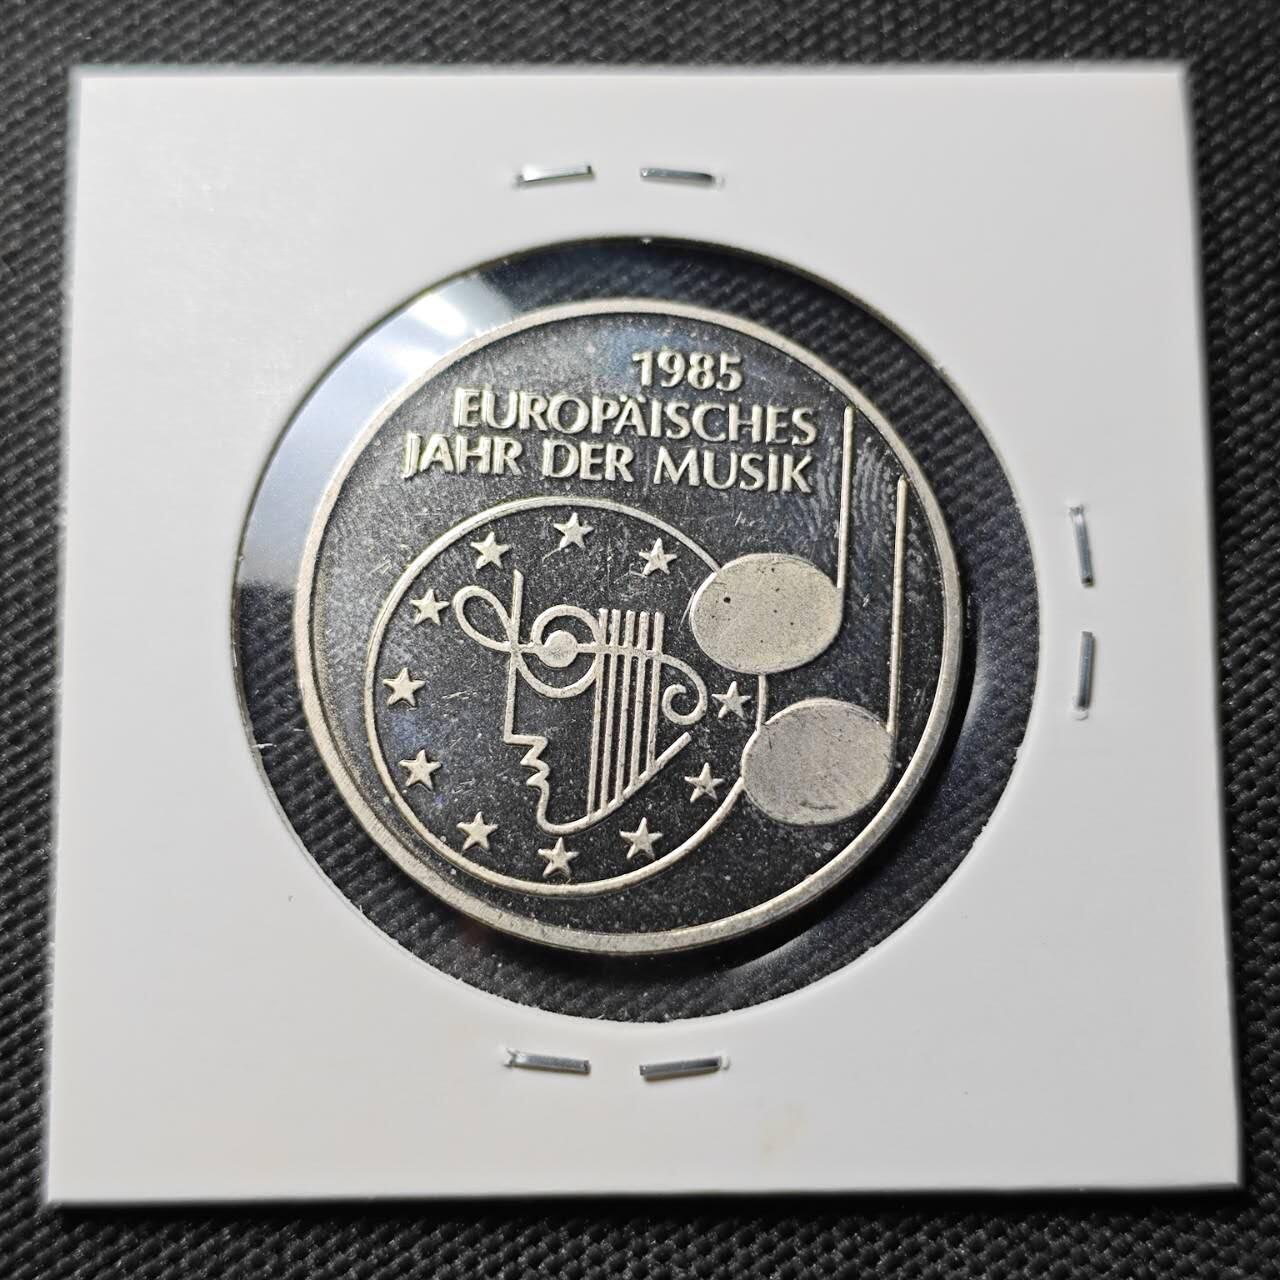 1985
EUROPÄISCHES
JAHR DER MUSIK